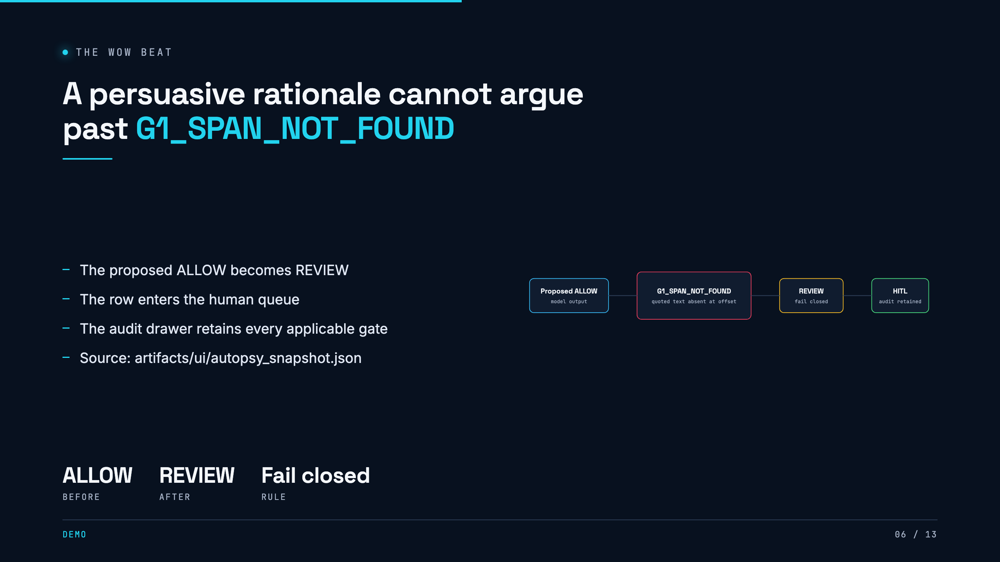 THE WOW BEAT
A persuasive rationale cannot argue
past G1_SPAN_NOT_FOUND
The proposed ALLOW becomes REVIEW
The row enters the human queue
The audit drawer retains every applicable gate
Source: artifacts/ui/autopsy_snapshot.json
Proposed ALLOW
model output
G1_SPAN_NOT_FOUND
quoted text absent at offset
REVIEW
fail closed
HITL
audit retained
ALLOW
BEFORE
REVIEW
AFTER
Fail closed
RULE
DEMO
06 / 13